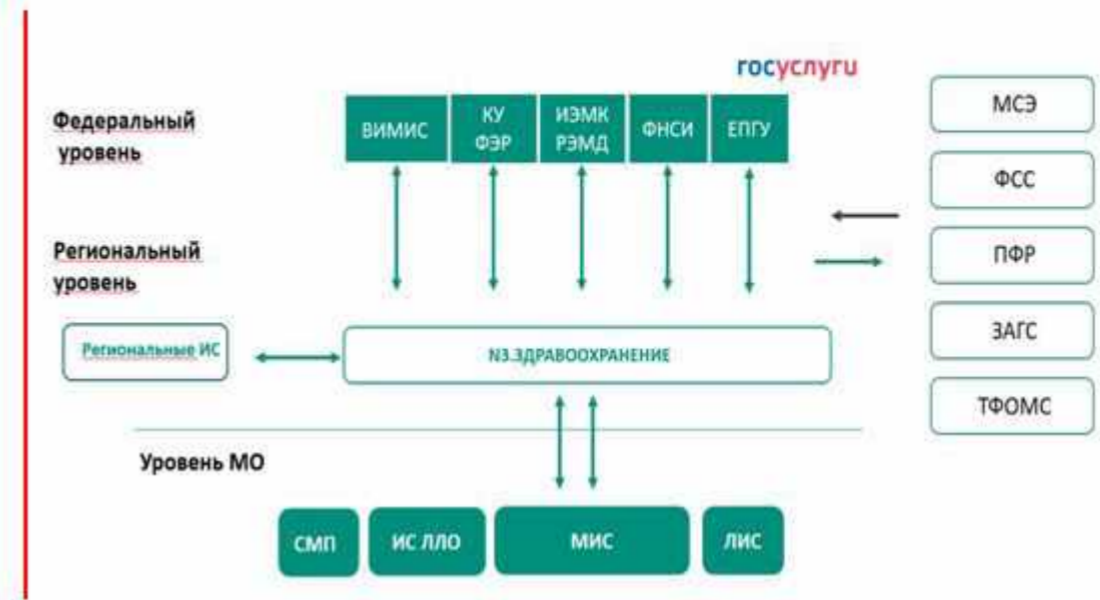 госуслуги
Федеральный
уровень
ВИМИС
КУ
ФЭР
ИЭМК
РЭМД
ФНСИ
ЕПГУ
МСЭ
ФСС
ПФР
ЗАГС
ТФОМС
Региональный
уровень
Региональные ИС
N3.ЗДРАВООХРАНЕНИЕ
Уровень МО
СМП
ИС ЛЛО
МИС
ЛИС